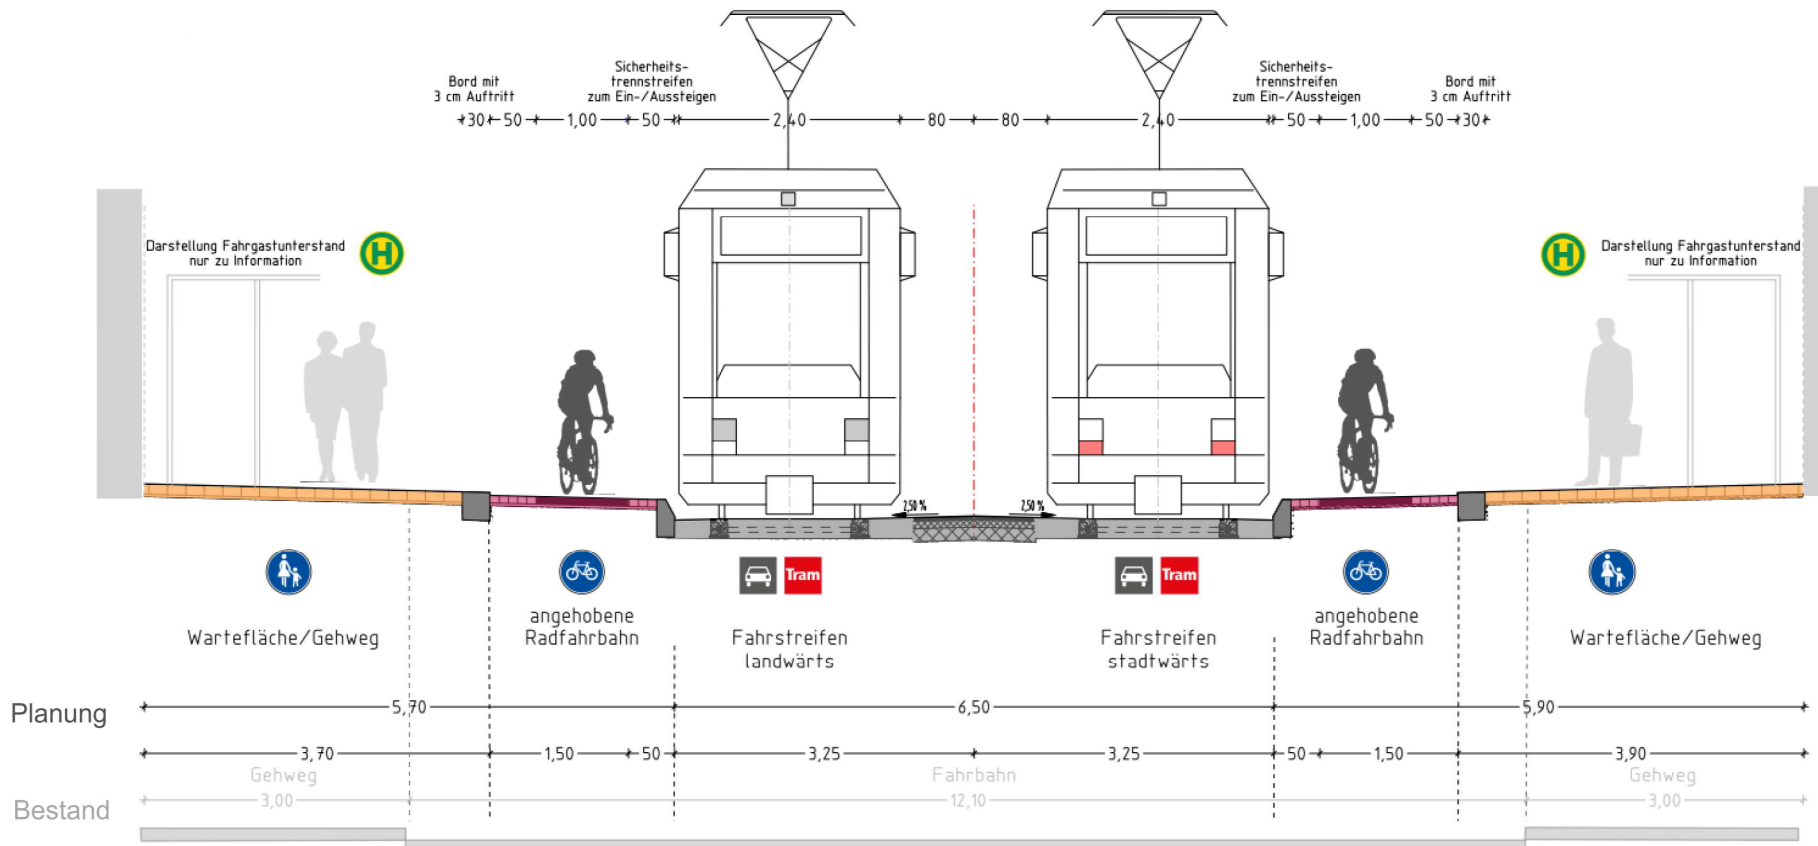 Bord mit
3 cm Auftritt
Sicherheits-
trennstreifen
zum Ein-/Aussteigen
Sicherheits-
trennstreifen
zum Ein-/Aussteigen
Bord mit
3 cm Auftritt
30 50 1,00 50 2,40 80 80 2,40 50 1,00 50 30
Darstellung Fahrgastunterstand
nur zu Information
H
H
Darstellung Fahrgastunterstand
nur zu Information
2,50 % 2,50 %
Tram
Tram
Wartefläche/Gehweg
angehobene
Radfahrbahn
Fahrstreifen
landwärts
Fahrstreifen
stadtwärts
angehobene
Radfahrbahn
Wartefläche/Gehweg
Planung
5,70 6,50 5,90
3,70 1,50 50 3,25 3,25 50 1,50 3,90
Gehweg Fahrbahn Gehweg
Bestand
3,00 12,10 3,00